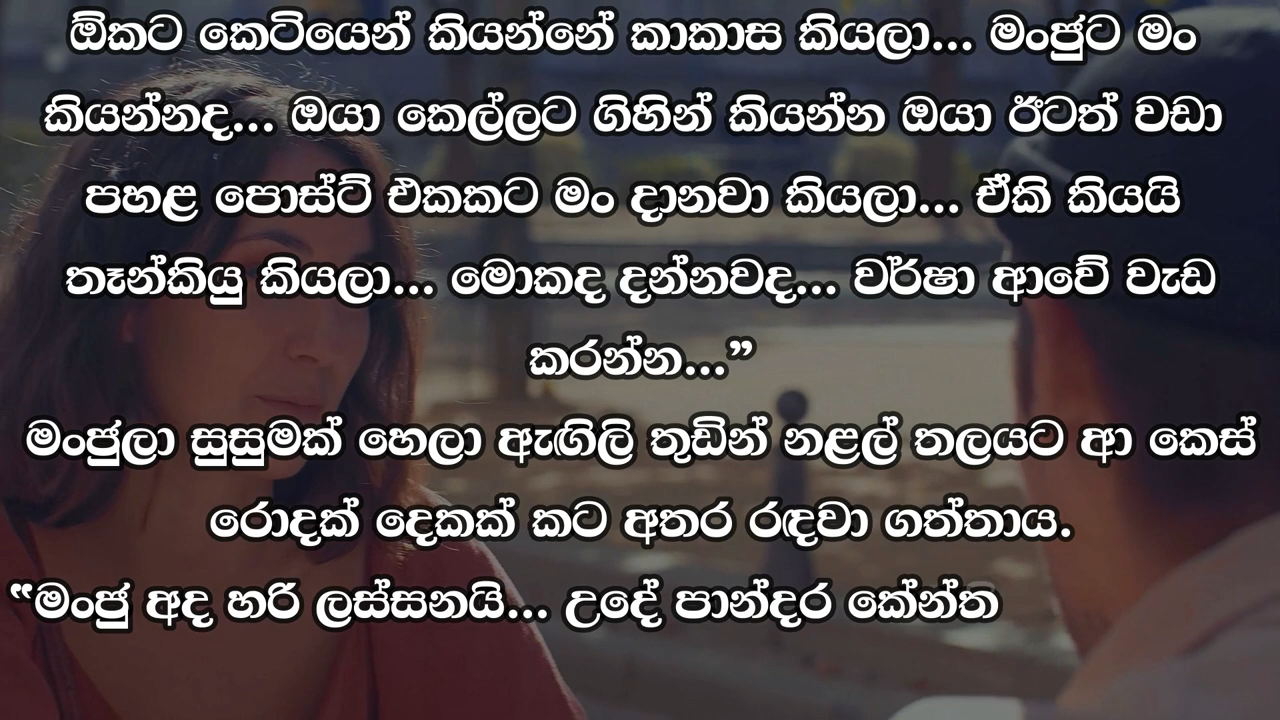 ඕකට කෙටියෙන් කියන්නේ කාකාස කියලා... මංජුට මං
කියන්නද... ඔයා කෙල්ලට ගිහින් කියන්න ඔයා ඊටත් වඩා
පහළ පොස්ට් එකකට මං දානවා කියලා... ඒකි කියයි
තෑන්කියු කියලා... මොකද දන්නවද... වර්ෂා ආවේ වැඩ
කරන්න...”
මංජුලා සුසුමක් හෙලා ඇඟිලි තුඩින් නළල් තලයට ආ කෙස්
රොදක් දෙකක් කට අතර රඳවා ගත්තාය.
“මංජු අද හරි ලස්සනයි... උදේ පාන්දර කේන්ත